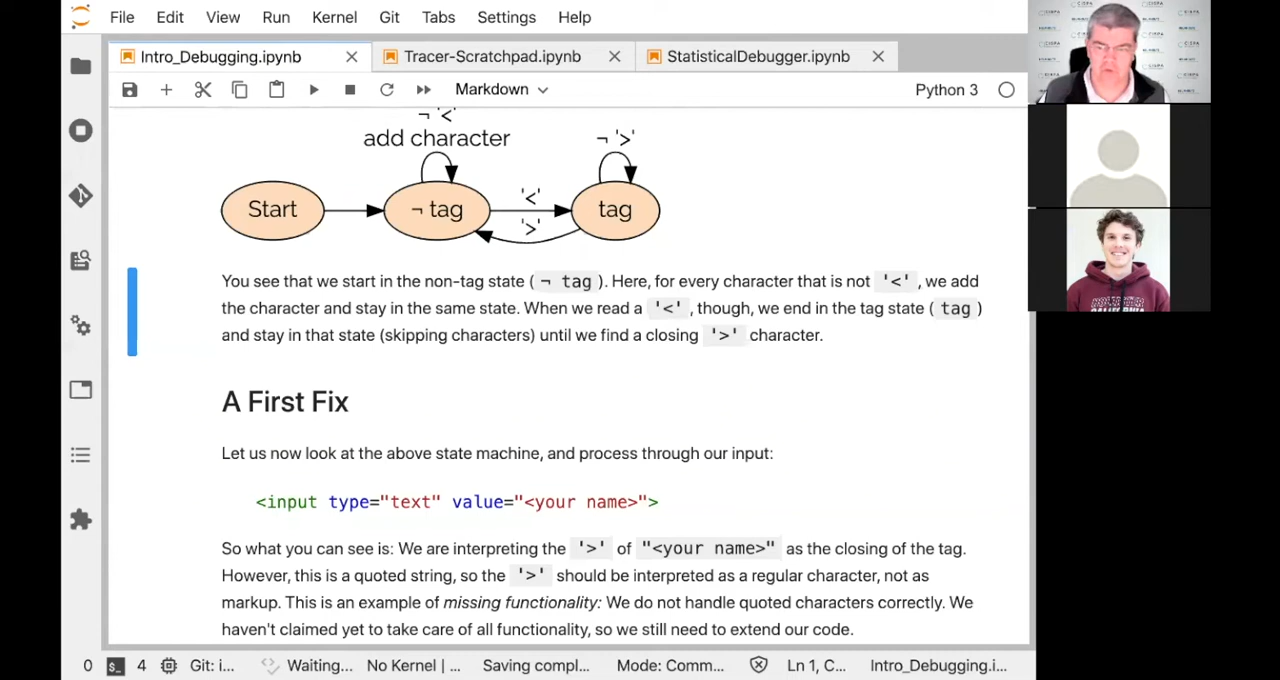 File Edit View Run Kernel Git Tabs Settings Help
Intro_Debugging.ipynb Tracer-Scratchpad.ipynb StatisticalDebugger.ipynb
Markdown Python 3
¬ '<'
add character
¬ '>'
Start ¬ tag '<' tag
'>'
You see that we start in the non-tag state ( ¬ tag ). Here, for every character that is not '<' , we add
the character and stay in the same state. When we read a '<' , though, we end in the tag state ( tag )
and stay in that state (skipping characters) until we find a closing '>' character.
A First Fix
Let us now look at the above state machine, and process through our input:
<input type="text" value="<your name>">
So what you can see is: We are interpreting the '>' of "<your name>" as the closing of the tag.
However, this is a quoted string, so the '>' should be interpreted as a regular character, not as
markup. This is an example of missing functionality: We do not handle quoted characters correctly. We
haven't claimed yet to take care of all functionality, so we still need to extend our code.
0 $_ 4 Git: i... Waiting... No Kernel | ... Saving compl... Mode: Comm... Ln 1, C... Intro_Debugging.i...